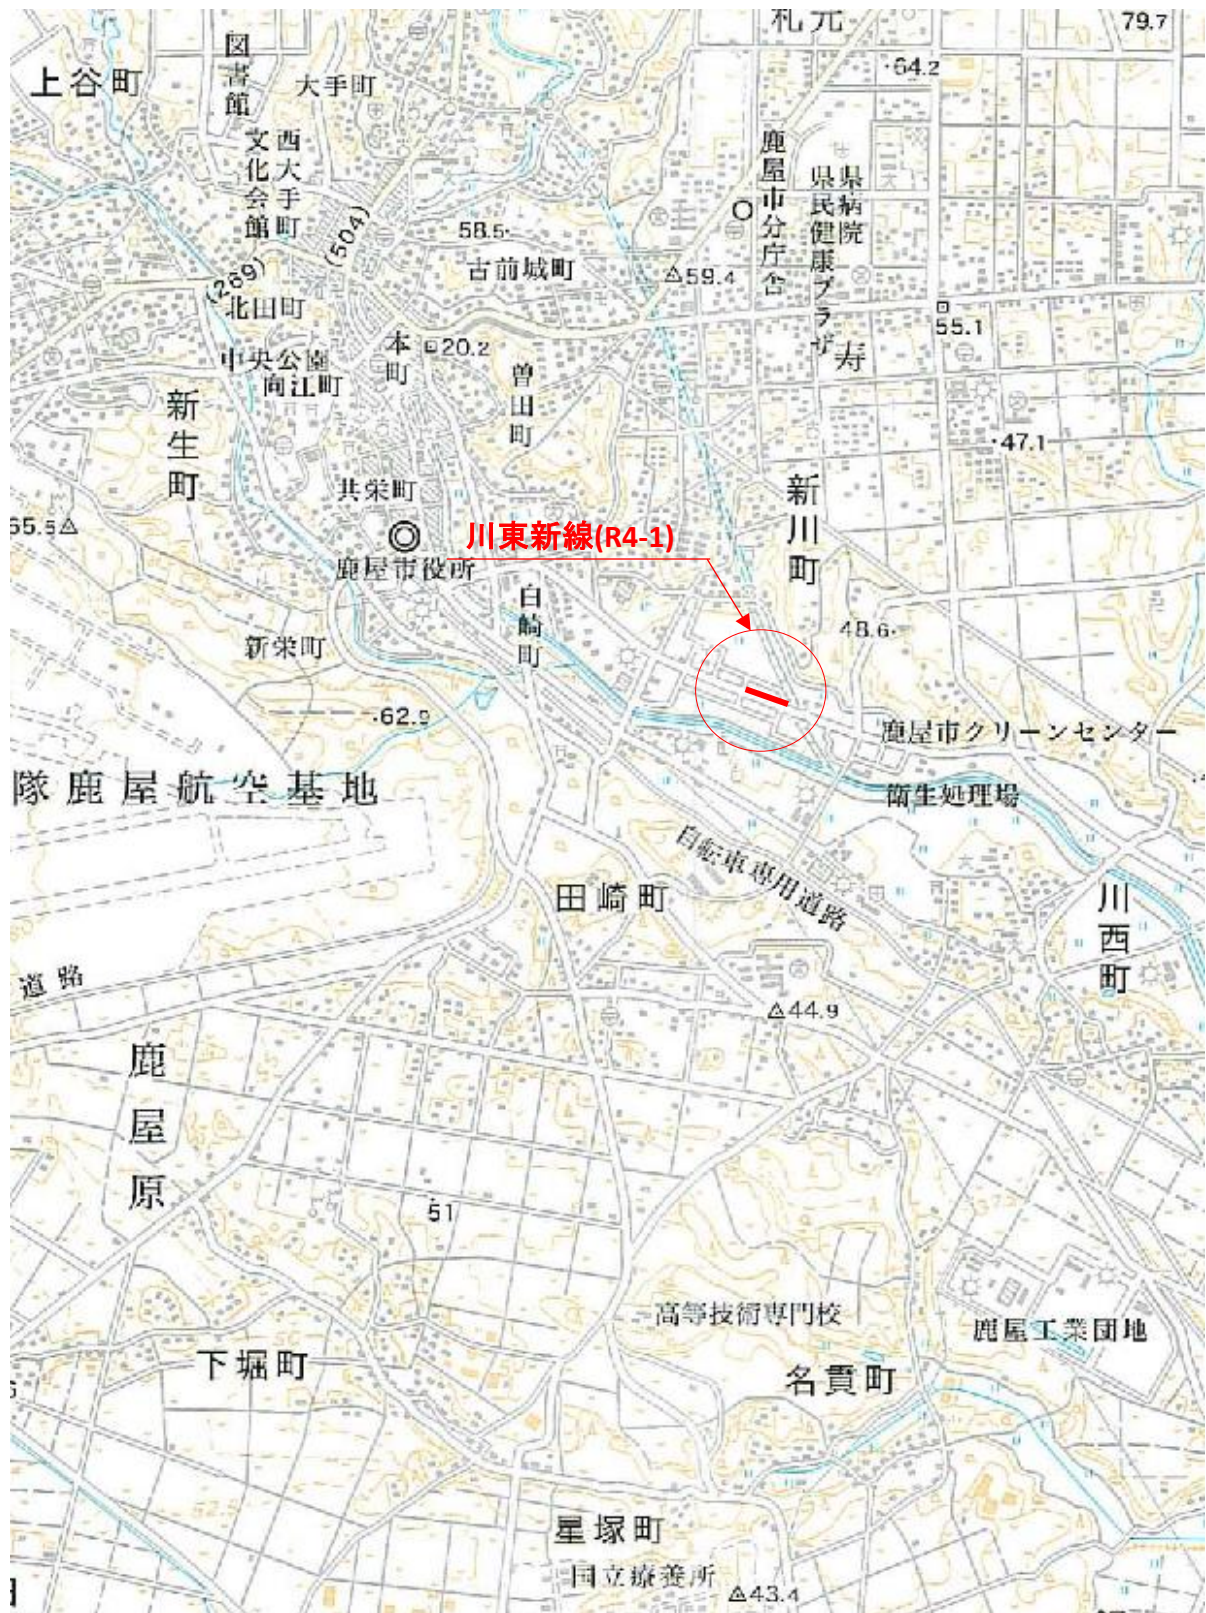 札元
79.7
上谷町
図書館
大手町
64.2
西大手町
文化会館
鹿屋市分庁舎
県病院
県民健康プラザ
(504)
58.5
古前城町
59.4
(269)
北田町
55.1
本町
20.2
中央公園
向江町
曽田町
寿
新生町
47.1
共栄町
新川町
65.5
川東新線(R4-1)
鹿屋市役所
白崎町
48.6
新栄町
62.9
鹿屋市クリーンセンター
隊鹿屋航空基地
衛生処理場
自転車専用道路
田崎町
川西町
道路
44.9
鹿屋原
51
高等技術専門校
鹿屋工業団地
下堀町
名貫町
星塚町
国立療養所
43.4